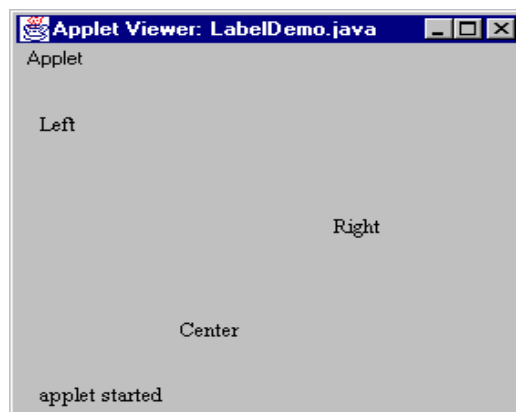 Applet Viewer: LabelDemo.java
Applet
Left
Right
Center
applet started